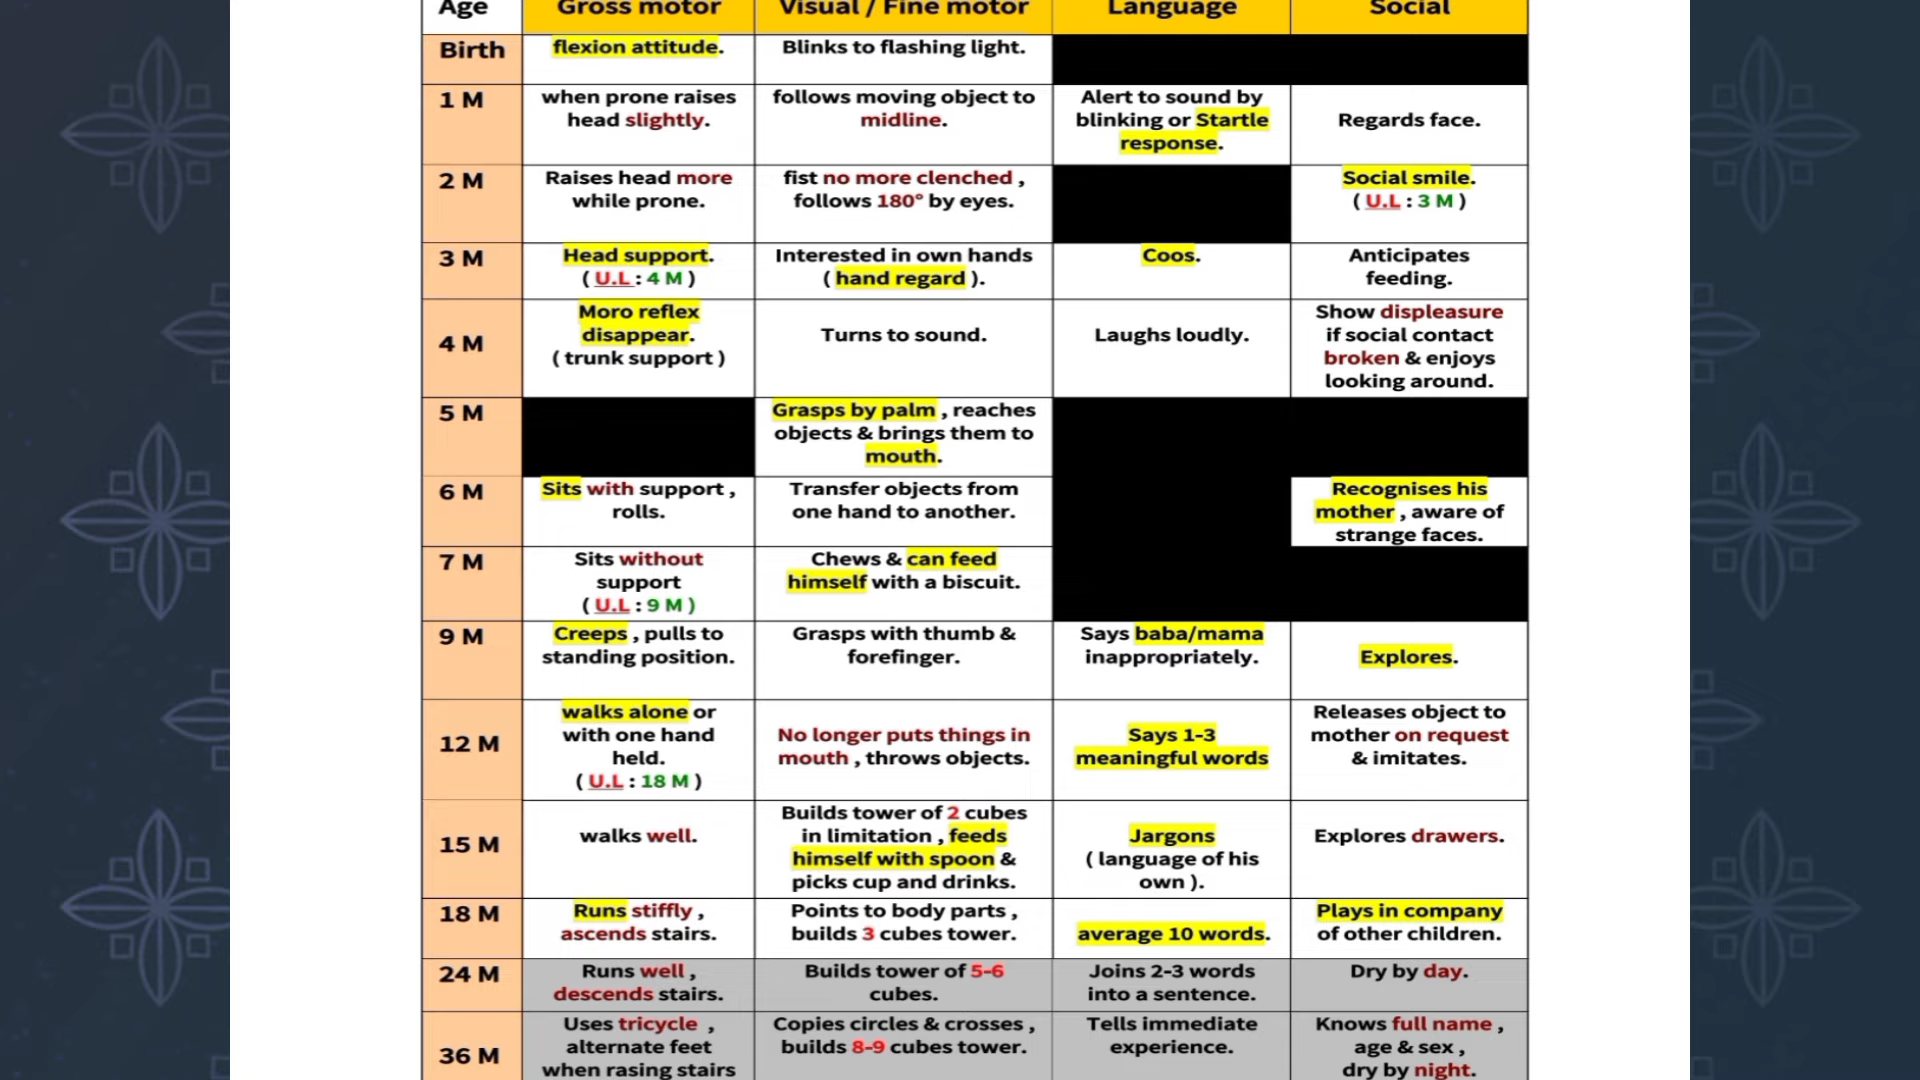 Age Gross motor Visual / Fine motor Language Social
Birth
flexion attitude.
Blinks to flashing light.
1 M
when prone raises
head slightly.
follows moving object to
midline.
Alert to sound by
blinking or Startle
response.
Regards face.
2 M
Raises head more
while prone.
fist no more clenched ,
follows 180° by eyes.
Social smile.
( U.L : 3 M )
3 M
Head support.
( U.L : 4 M )
Interested in own hands
( hand regard ).
Coos.
Anticipates
feeding.
4 M
Moro reflex
disappear.
( trunk support )
Turns to sound.
Laughs loudly.
Show displeasure
if social contact
broken & enjoys
looking around.
5 M
Grasps by palm , reaches
objects & brings them to
mouth.
6 M
Sits with support ,
rolls.
Transfer objects from
one hand to another.
Recognises his
mother , aware of
strange faces.
7 M
Sits without
support
( U.L : 9 M )
Chews & can feed
himself with a biscuit.
9 M
Creeps , pulls to
standing position.
Grasps with thumb &
forefinger.
Says baba/mama
inappropriately.
Explores.
12 M
walks alone or
with one hand
held.
( U.L : 18 M )
No longer puts things in
mouth , throws objects.
Says 1-3
meaningful words
Releases object to
mother on request
& imitates.
15 M
walks well.
Builds tower of 2 cubes
in limitation , feeds
himself with spoon &
picks cup and drinks.
Jargons
( language of his
own ).
Explores drawers.
18 M
Runs stiffly ,
ascends stairs.
Points to body parts ,
builds 3 cubes tower.
average 10 words.
Plays in company
of other children.
24 M
Runs well ,
descends stairs.
Builds tower of 5-6
cubes.
Joins 2-3 words
into a sentence.
Dry by day.
36 M
Uses tricycle ,
alternate feet
when rasing stairs
Copies circles & crosses ,
builds 8-9 cubes tower.
Tells immediate
experience.
Knows full name ,
age & sex ,
dry by night.